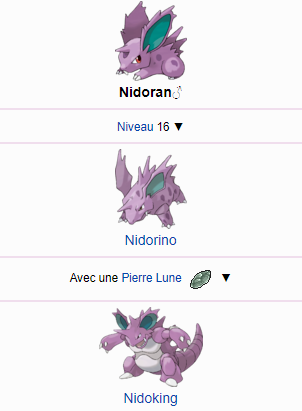 Nidoran♂
Niveau 16 ▼
Nidorino
Avec une Pierre Lune ▼
Nidoking